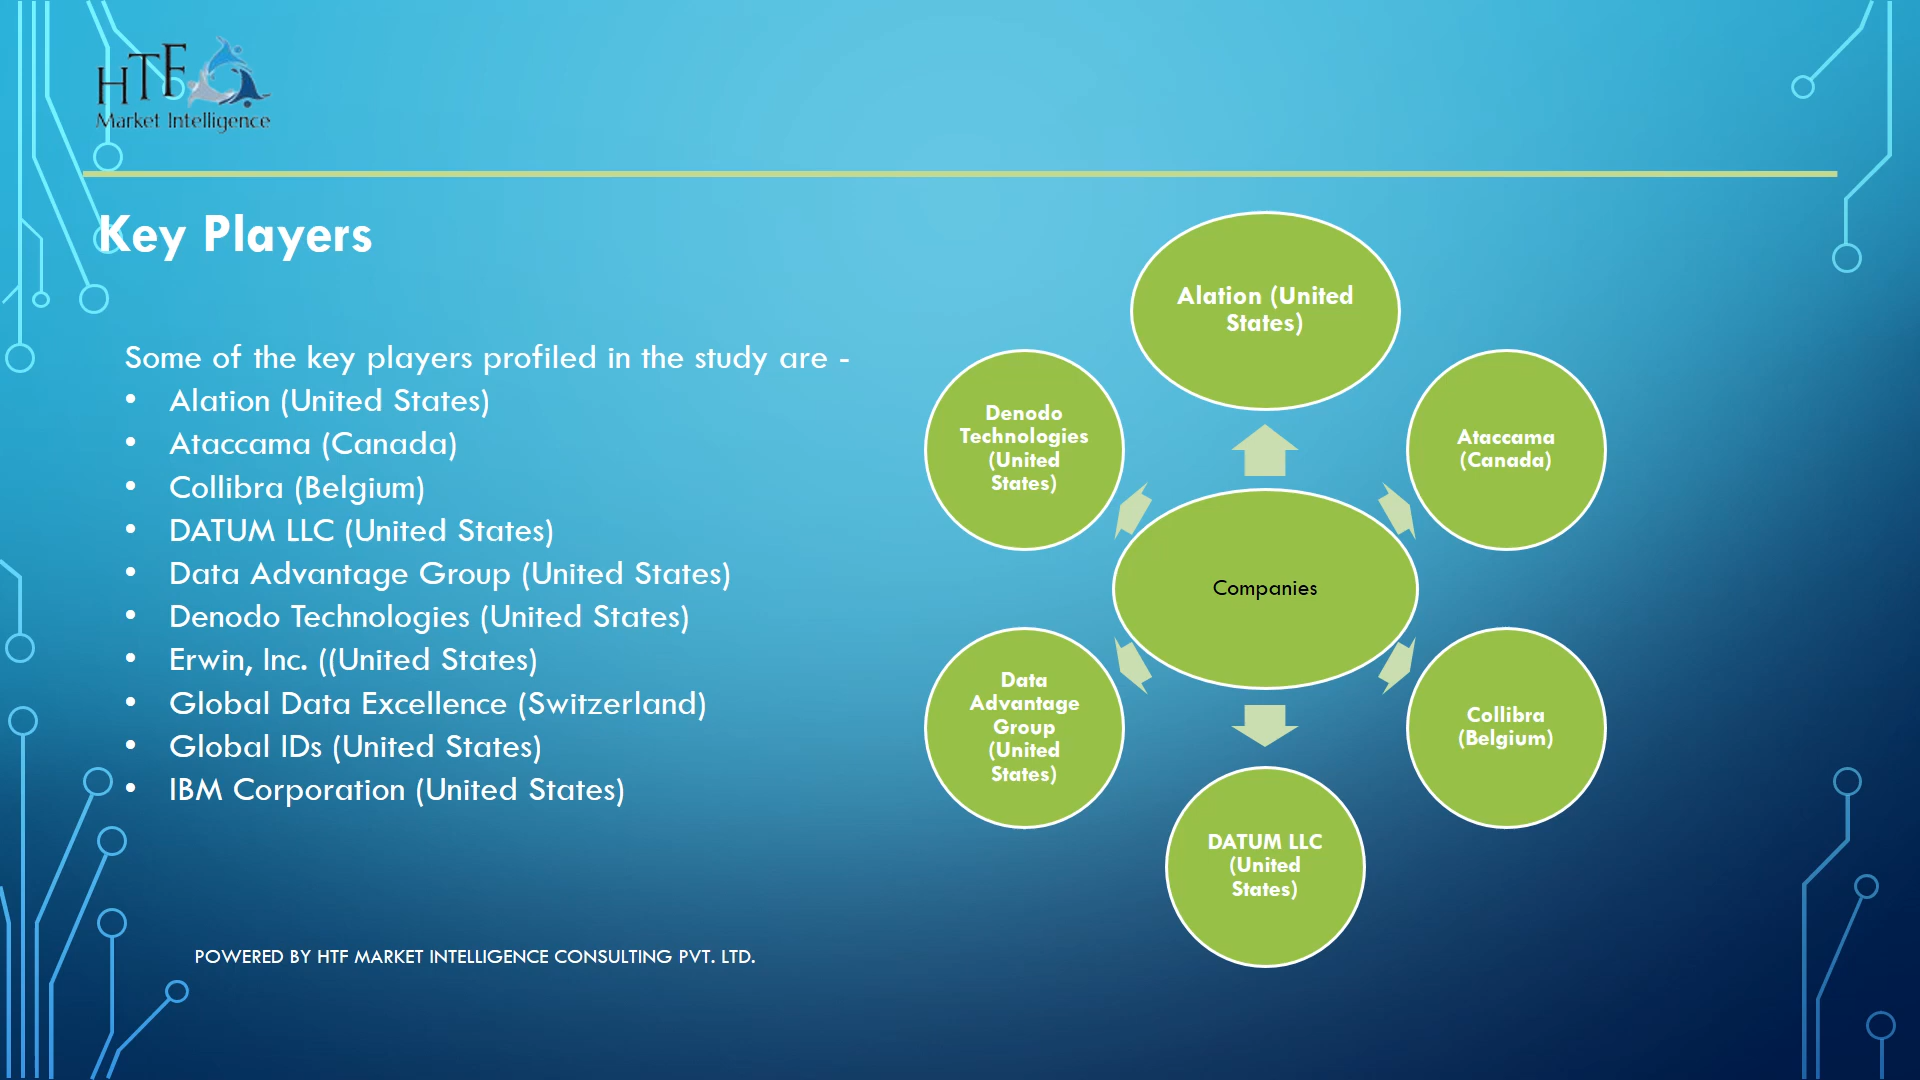 HTF
Market Intelligence
Key Players
Some of the key players profiled in the study are -
• Alation (United States)
• Ataccama (Canada)
• Collibra (Belgium)
• DATUM LLC (United States)
• Data Advantage Group (United States)
• Denodo Technologies (United States)
• Erwin, Inc. ((United States)
• Global Data Excellence (Switzerland)
• Global IDs (United States)
• IBM Corporation (United States)
POWERED BY HTF MARKET INTELLIGENCE CONSULTING PVT. LTD.
Alation (United
States)
Ataccama
(Canada)
Collibra
(Belgium)
DATUM LLC
(United
States)
Data
Advantage
Group
(United
States)
Denodo
Technologies
(United
States)
Companies